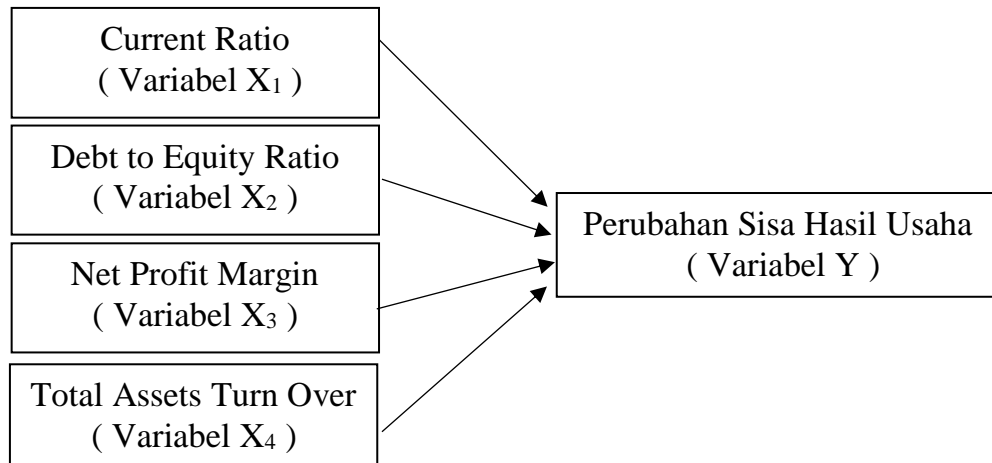 Current Ratio
( Variabel X₁ )
Debt to Equity Ratio
( Variabel X₂ )
Net Profit Margin
( Variabel X₃ )
Total Assets Turn Over
( Variabel X₄ )
Perubahan Sisa Hasil Usaha
( Variabel Y )